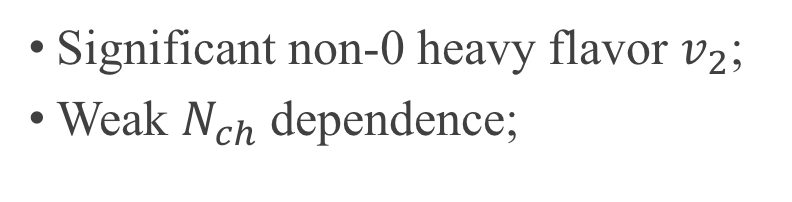 • Significant non-0 heavy flavor 𝑣₂;
• Weak 𝑁𝑐ℎ dependence;